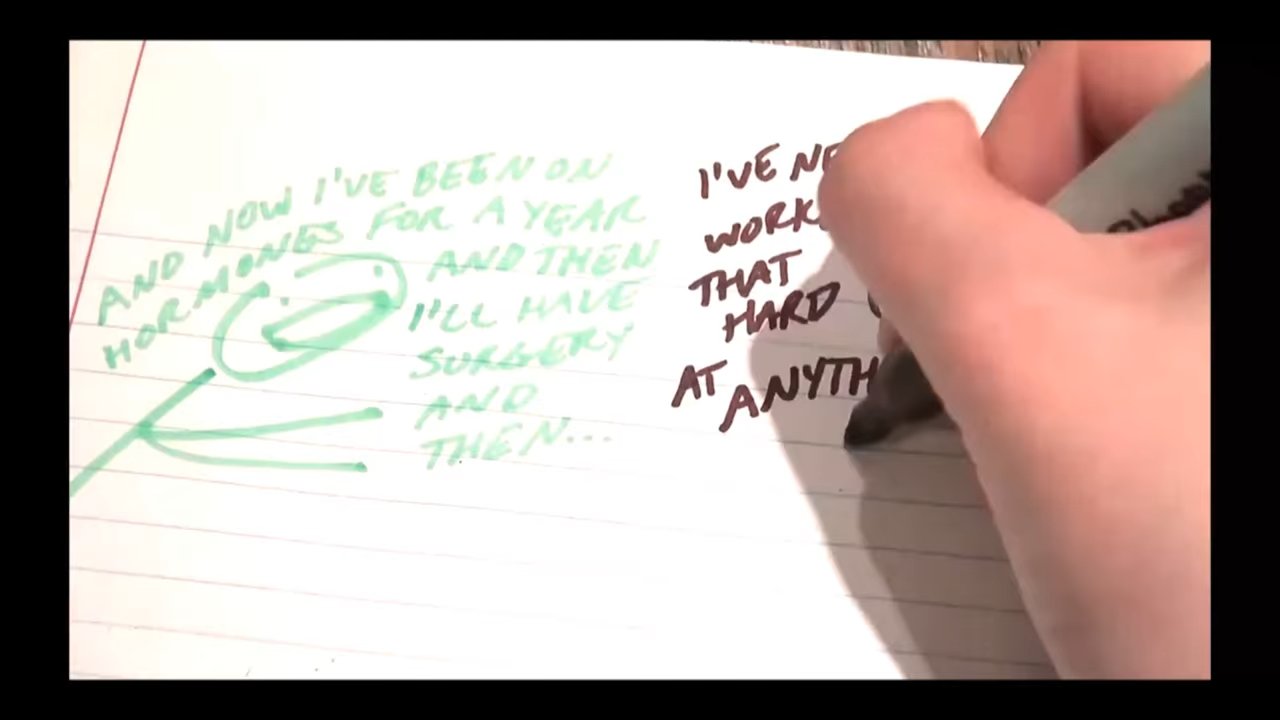 AND NOW I'VE BEEN ON
HORMONES FOR A YEAR
AND THEN
I'LL HAVE
SURGERY
AND
THEN...
I'VE
WORK
THAT
HARD
AT ANYTH